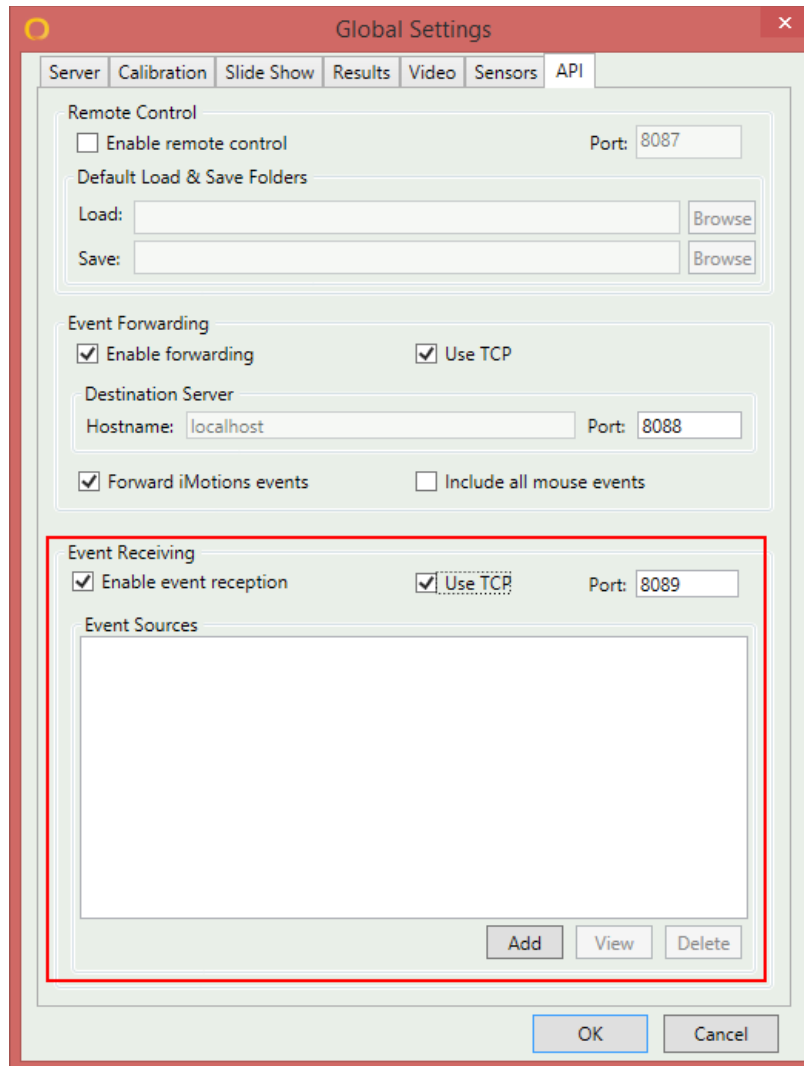 Global Settings
Server Calibration Slide Show Results Video Sensors API
Remote Control
Enable remote control Port: 8087
Default Load & Save Folders
Load: Browse
Save: Browse
Event Forwarding
Enable forwarding Use TCP
Destination Server
Hostname: localhost Port: 8088
Forward iMotions events Include all mouse events
Event Receiving
Enable event reception Use TCP Port: 8089
Event Sources
Add View Delete
OK Cancel